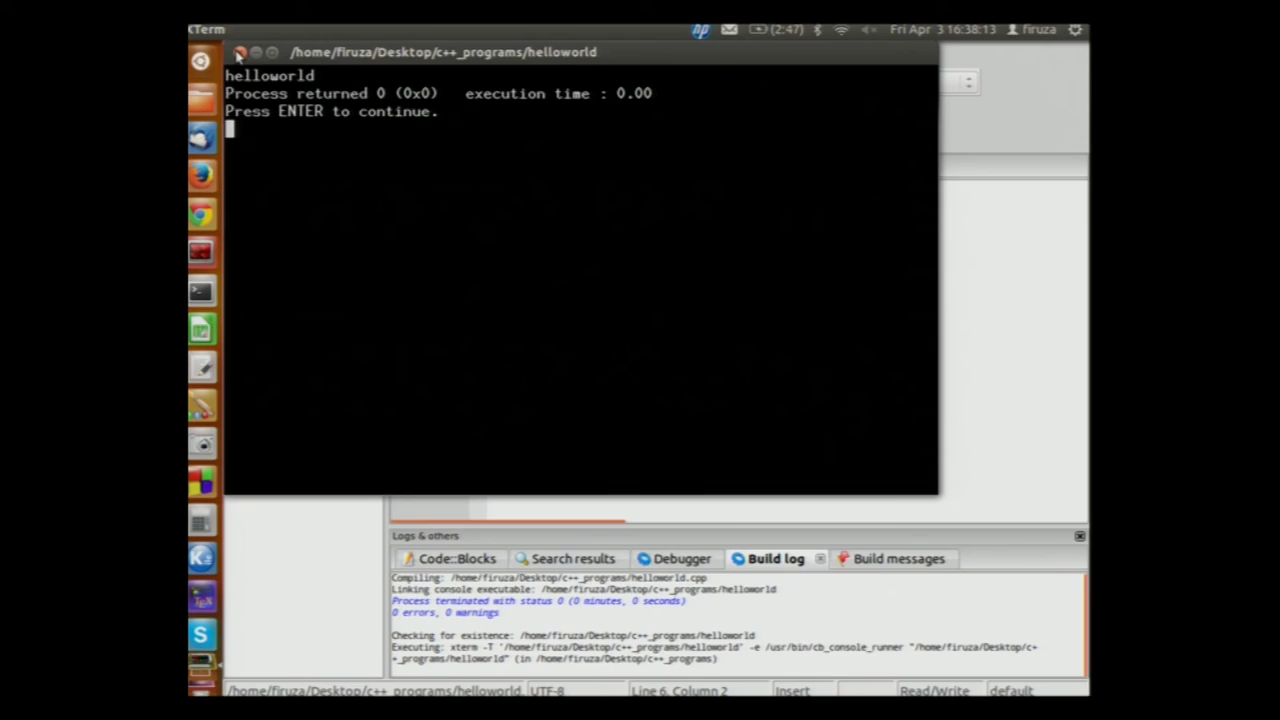 XTerm
(2:47)
Fri Apr 3 16:38:13
firuza
/home/firuza/Desktop/c++_programs/helloworld
helloworld
Process returned 0 (0x0) execution time : 0.00
Press ENTER to continue.
Logs & others
Code::Blocks
Search results
Debugger
Build log
Build messages
Compiling: /home/firuza/Desktop/c++_programs/helloworld.cpp
Linking console executable: /home/firuza/Desktop/c++_programs/helloworld
Process terminated with status 0 (0 minutes, 0 seconds)
0 errors, 0 warnings
Checking for existence: /home/firuza/Desktop/c++_programs/helloworld
Executing: xterm -T '/home/firuza/Desktop/c++_programs/helloworld' -e /usr/bin/cb_console_runner "/home/firuza/Desktop/c+
+_programs/helloworld" (in /home/firuza/Desktop/c++_programs)
/home/firuza/Desktop/c++_programs/helloworld.
UTF-8
Line 6, Column 2
Insert
Read/Write
default